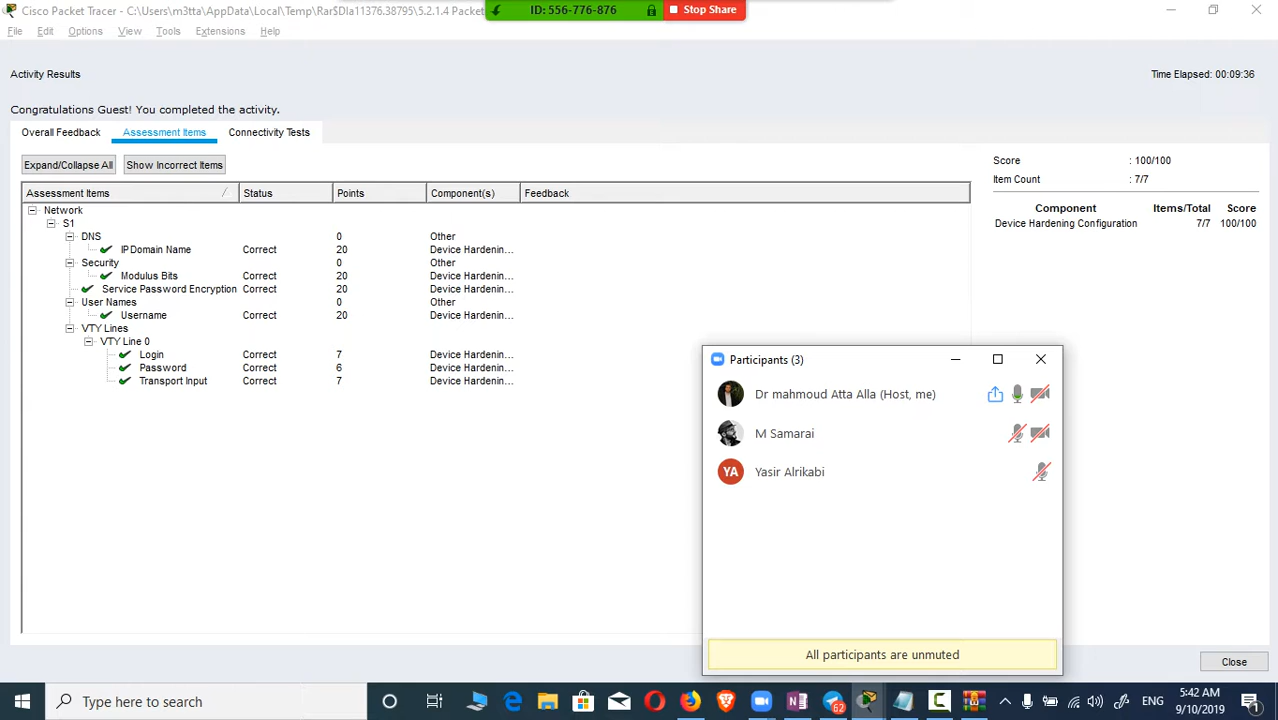 Cisco Packet Tracer - C:\Users\m3tta\AppData\Local\Temp\Rar$DIa11376.38795\5.2.1.4 Packet
ID: 556-776-876
Stop Share
File Edit Options View Tools Extensions Help
Activity Results
Time Elapsed: 00:09:36
Congratulations Guest! You completed the activity.
Overall Feedback Assessment Items Connectivity Tests
Expand/Collapse All Show Incorrect Items
Score : 100/100
Item Count : 7/7
Component Items/Total Score
Device Hardening Configuration 7/7 100/100
Assessment Items Status Points Component(s) Feedback
Network
S1
DNS 0 Other
IP Domain Name Correct 20 Device Hardenin...
Security 0 Other
Modulus Bits Correct 20 Device Hardenin...
Service Password Encryption Correct 20 Device Hardenin...
User Names 0 Other
Username Correct 20 Device Hardenin...
VTY Lines
VTY Line 0
Login Correct 7 Device Hardenin...
Password Correct 6 Device Hardenin...
Transport Input Correct 7 Device Hardenin...
Participants (3)
Dr mahmoud Atta Alla (Host, me)
M Samarai
YA Yasir Alrikabi
All participants are unmuted
Close
Type here to search
62
ENG
5:42 AM
9/10/2019
1